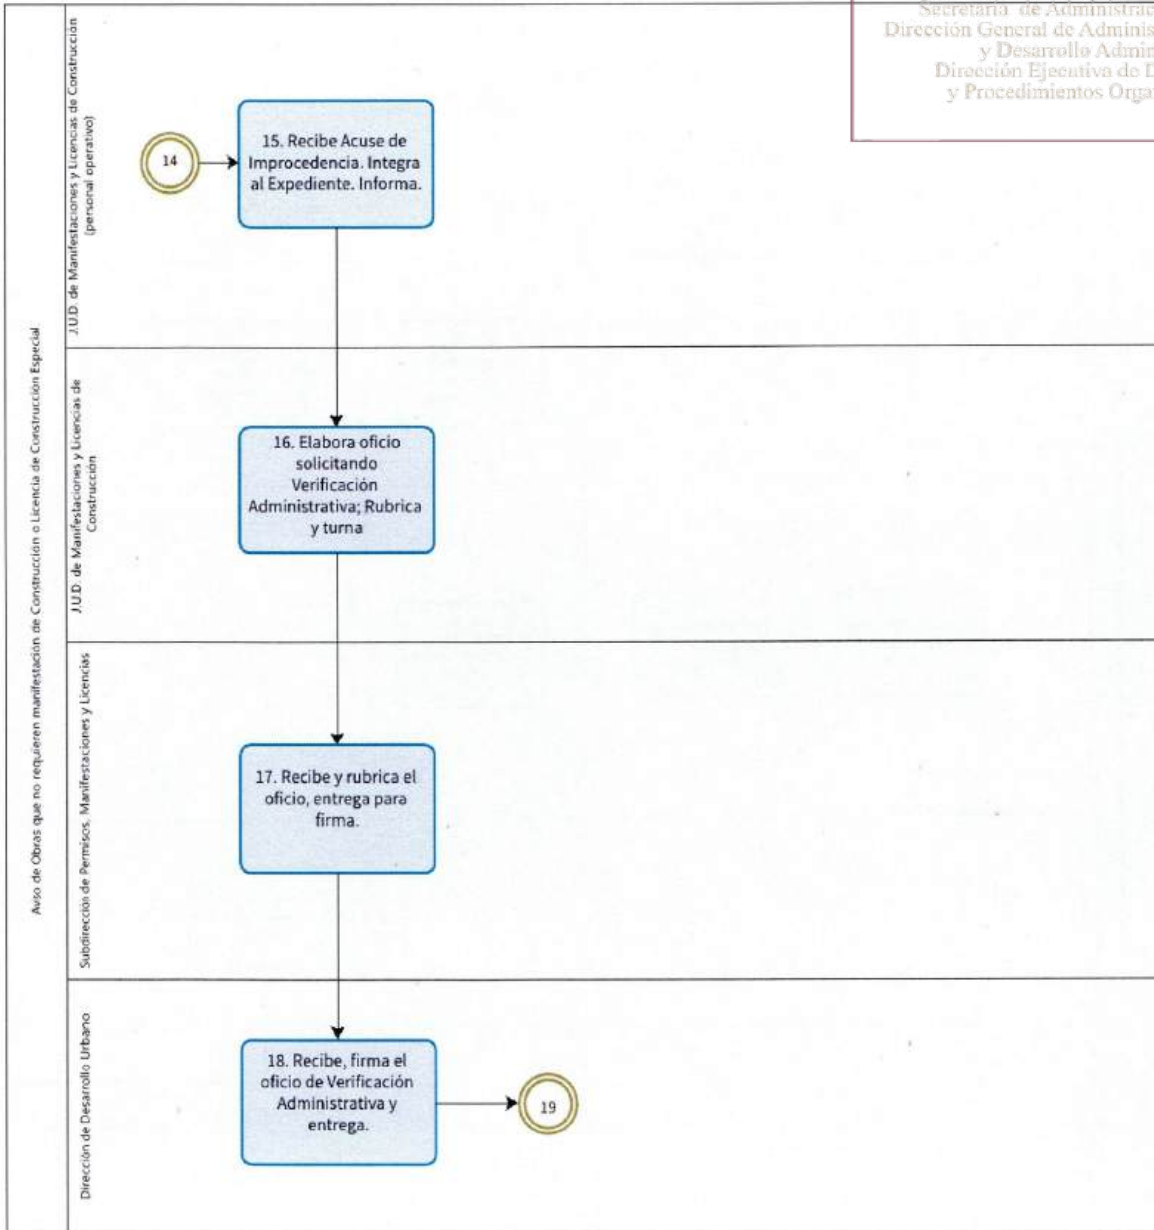 Secretaría de Administrac
Dirección General de Adminis
y Desarrollo Admin
Dirección Ejecutiva de D
y Procedimientos Orga
Aviso de Obras que no requieren manifestación de Construcción o Licencia de Construcción Especial
J.U.D. de Manifestaciones y Licencias de Construcción
(personal operativo)
14
15. Recibe Acuse de
Improcedencia. Integra
al Expediente. Informa.
J.U.D. de Manifestaciones y Licencias de
Construcción
16. Elabora oficio
solicitando
Verificación
Administrativa; Rubrica
y turna
Subdirección de Permisos, Manifestaciones y Licencias
17. Recibe y rubrica el
oficio, entrega para
firma.
Dirección de Desarrollo Urbano
18. Recibe, firma el
oficio de Verificación
Administrativa y
entrega.
19